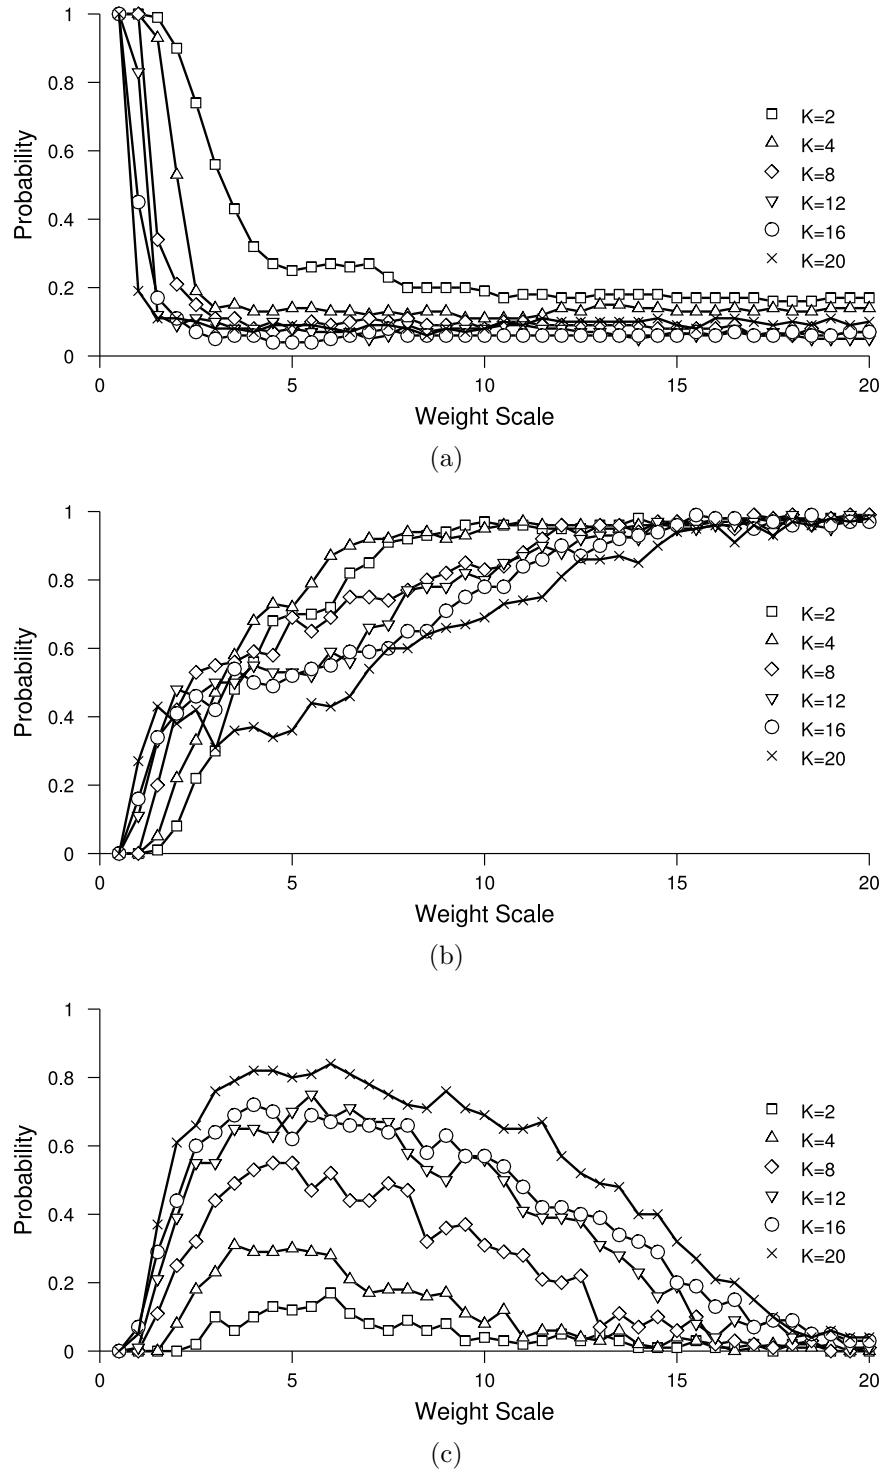 1
0.8
0.6
0.4
0.2
0
Probability
K=2
K=4
K=8
K=12
K=16
K=20
0 5 10 15 20
Weight Scale
(a)
1
0.8
0.6
0.4
0.2
0
Probability
K=2
K=4
K=8
K=12
K=16
K=20
0 5 10 15 20
Weight Scale
(b)
1
0.8
0.6
0.4
0.2
0
Probability
K=2
K=4
K=8
K=12
K=16
K=20
0 5 10 15 20
Weight Scale
(c)